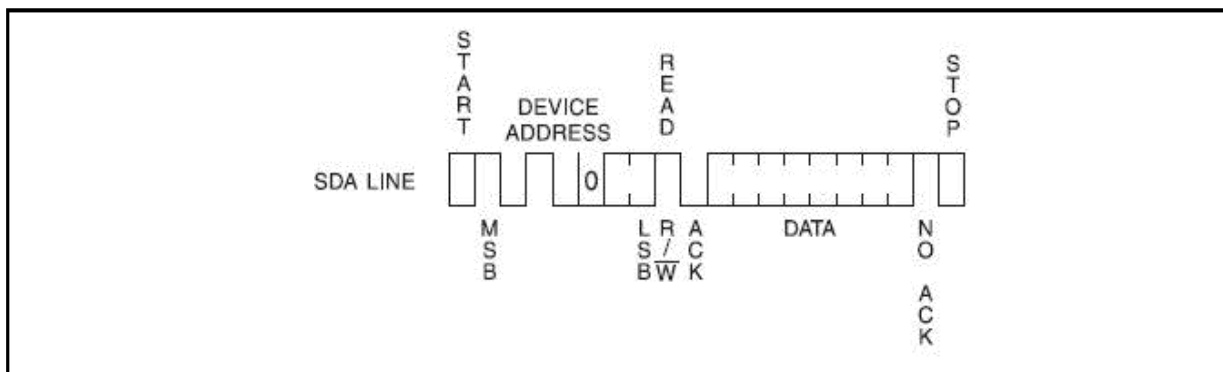 START
READ
STOP
DEVICE
ADDRESS
SDA LINE
0
MSB
LSB
R/W
ACK
DATA
NO ACK